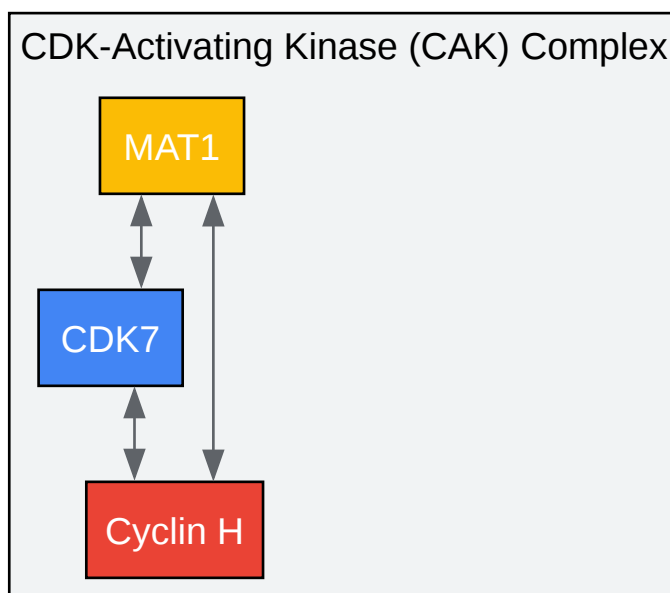 CDK-Activating Kinase (CAK) Complex
MAT1
CDK7
Cyclin H